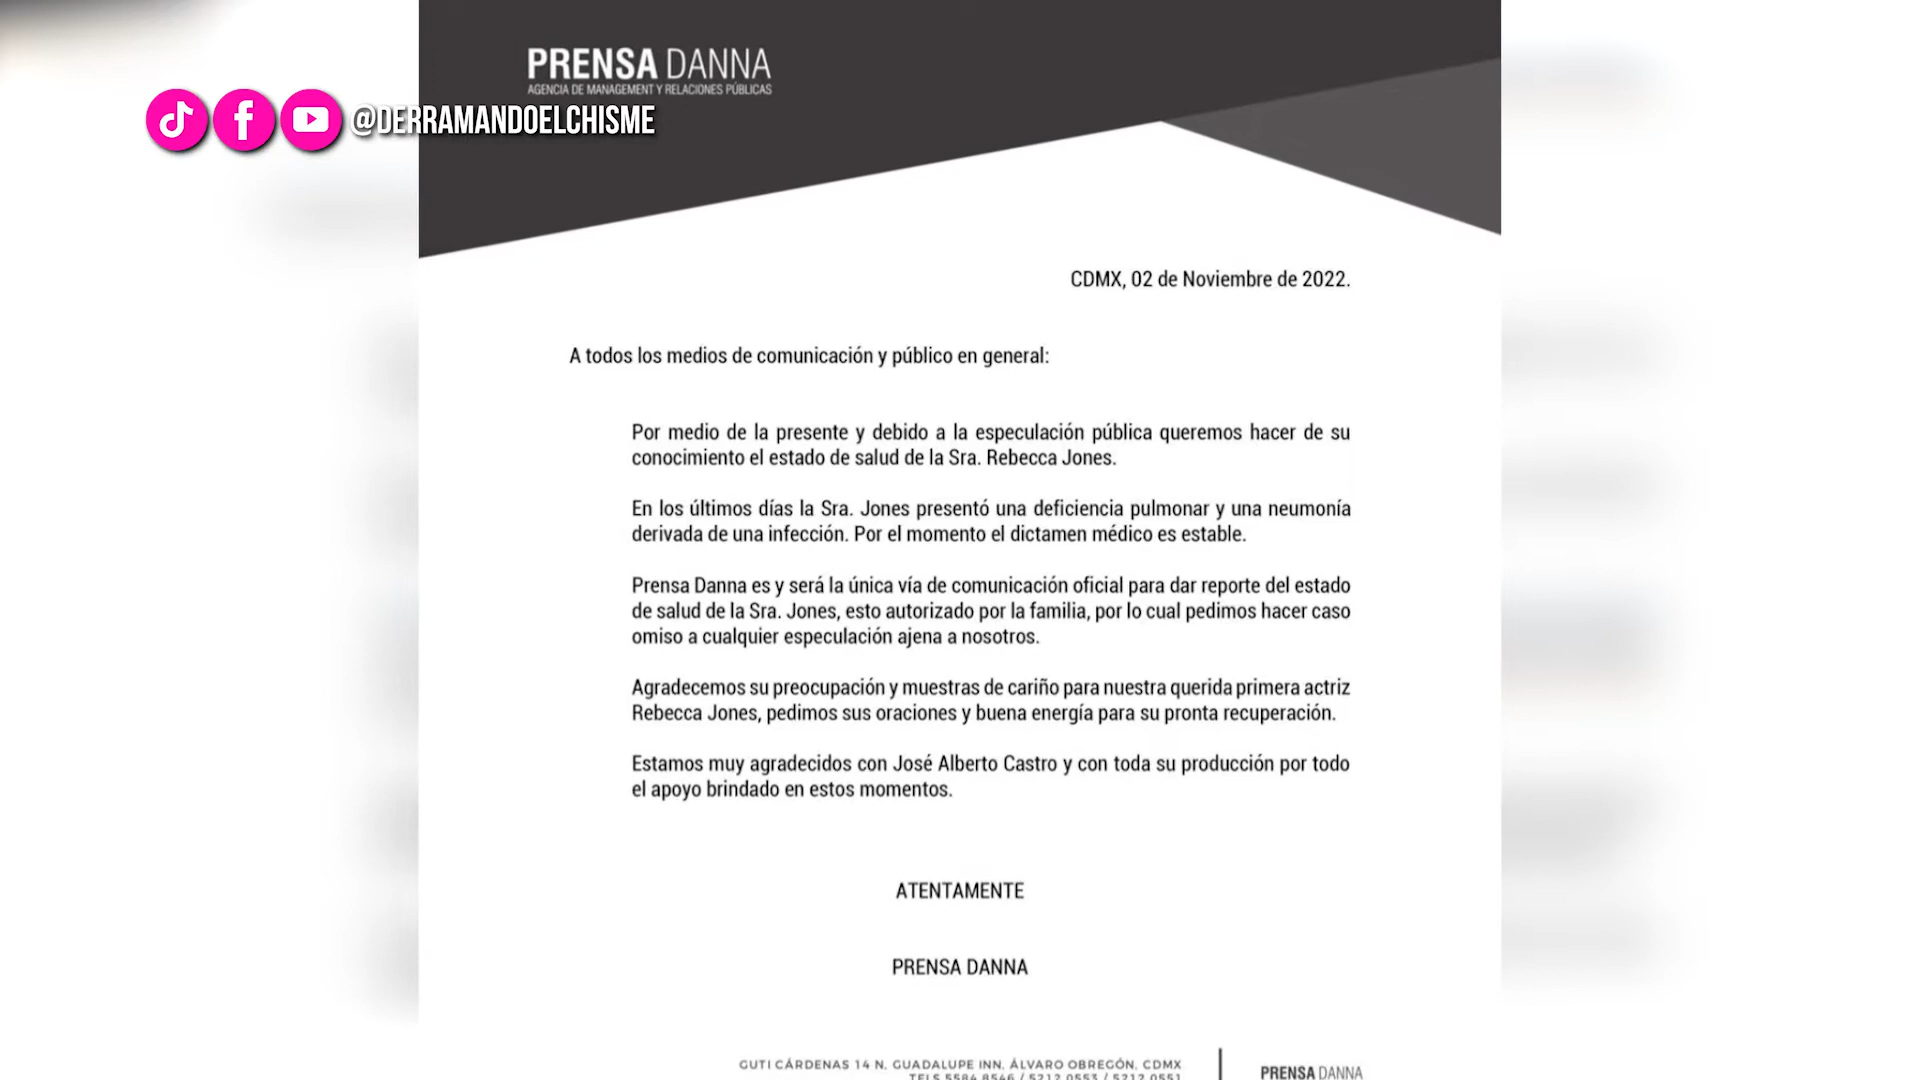 PRENSA DANNA
AGENCIA DE MANAGEMENT Y RELACIONES PÚBLICAS
@DERRAMANDOELCHISME
CDMX, 02 de Noviembre de 2022.
A todos los medios de comunicación y público en general:
Por medio de la presente y debido a la especulación pública queremos hacer de su
conocimiento el estado de salud de la Sra. Rebecca Jones.
En los últimos días la Sra. Jones presentó una deficiencia pulmonar y una neumonía
derivada de una infección. Por el momento el dictamen médico es estable.
Prensa Danna es y será la única vía de comunicación oficial para dar reporte del estado
de salud de la Sra. Jones, esto autorizado por la familia, por lo cual pedimos hacer caso
omiso a cualquier especulación ajena a nosotros.
Agradecemos su preocupación y muestras de cariño para nuestra querida primera actriz
Rebecca Jones, pedimos sus oraciones y buena energía para su pronta recuperación.
Estamos muy agradecidos con José Alberto Castro y con toda su producción por todo
el apoyo brindado en estos momentos.
ATENTAMENTE
PRENSA DANNA
GUTI CÁRDENAS 14 N, GUADALUPE INN, ÁLVARO OBREGÓN, CDMX
TELS 5584 8546 / 5212 0553 / 5212 0551
PRENSA DANNA